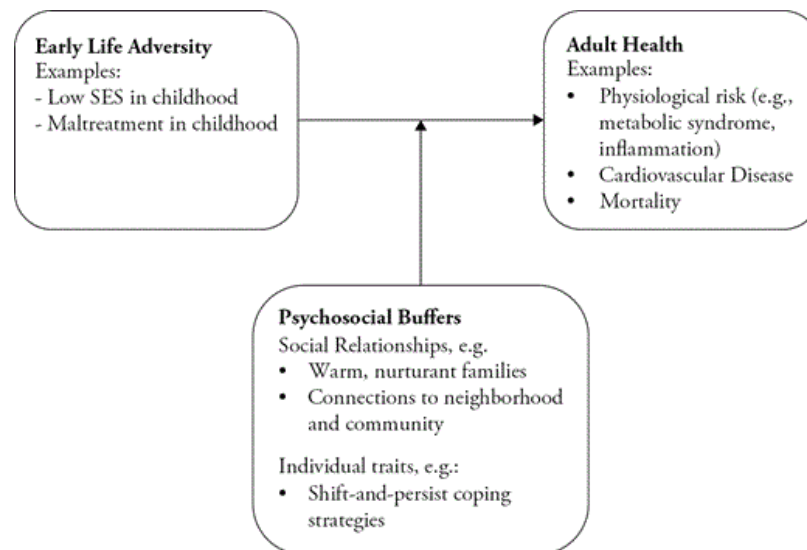 Early Life Adversity
Examples:
- Low SES in childhood
- Maltreatment in childhood
Adult Health
Examples:
• Physiological risk (e.g.,
metabolic syndrome,
inflammation)
• Cardiovascular Disease
• Mortality
Psychosocial Buffers
Social Relationships, e.g.
• Warm, nurturant families
• Connections to neighborhood
and community
Individual traits, e.g.:
• Shift-and-persist coping
strategies